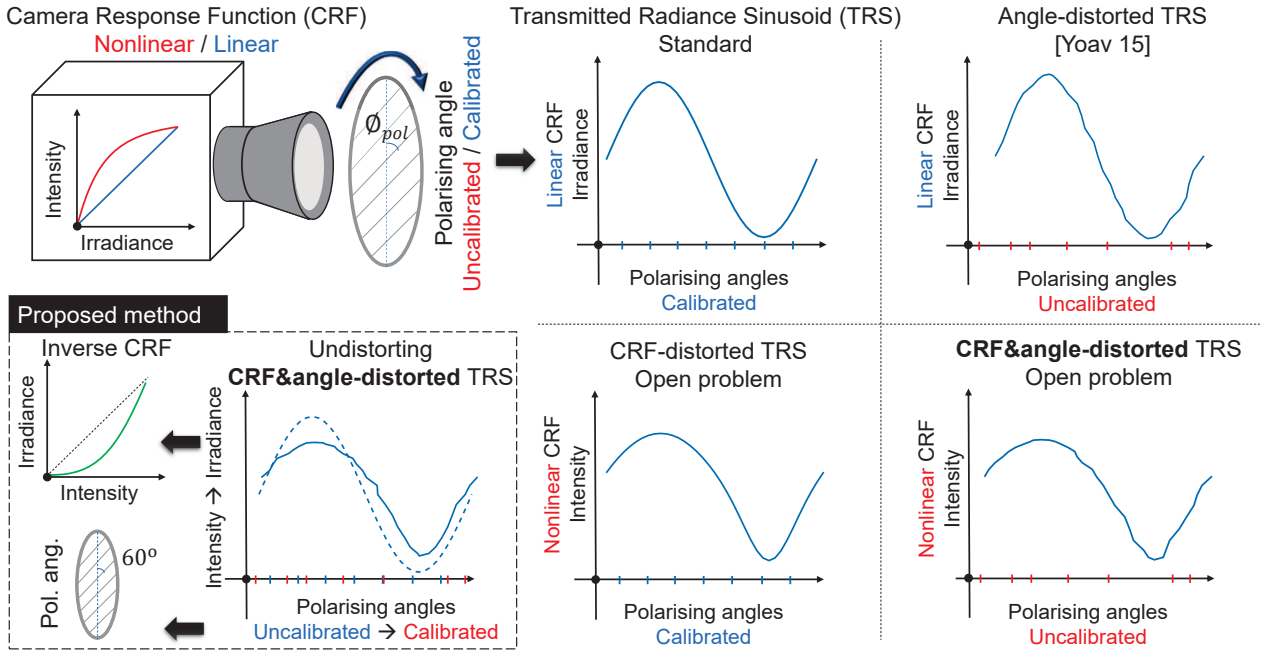 Camera Response Function (CRF)
Nonlinear / Linear
Intensity
Irradiance
∅pol
Polarising angle
Uncalibrated / Calibrated
Transmitted Radiance Sinusoid (TRS)
Standard
Linear CRF
Irradiance
Polarising angles
Calibrated
Angle-distorted TRS
[Yoav 15]
Linear CRF
Irradiance
Polarising angles
Uncalibrated
Proposed method
Inverse CRF
Irradiance
Intensity
Pol. ang.
60º
Undistorting
CRF&angle-distorted TRS
Intensity → Irradiance
Polarising angles
Uncalibrated → Calibrated
CRF-distorted TRS
Open problem
Nonlinear CRF
Intensity
Polarising angles
Calibrated
CRF&angle-distorted TRS
Open problem
Nonlinear CRF
Intensity
Polarising angles
Uncalibrated